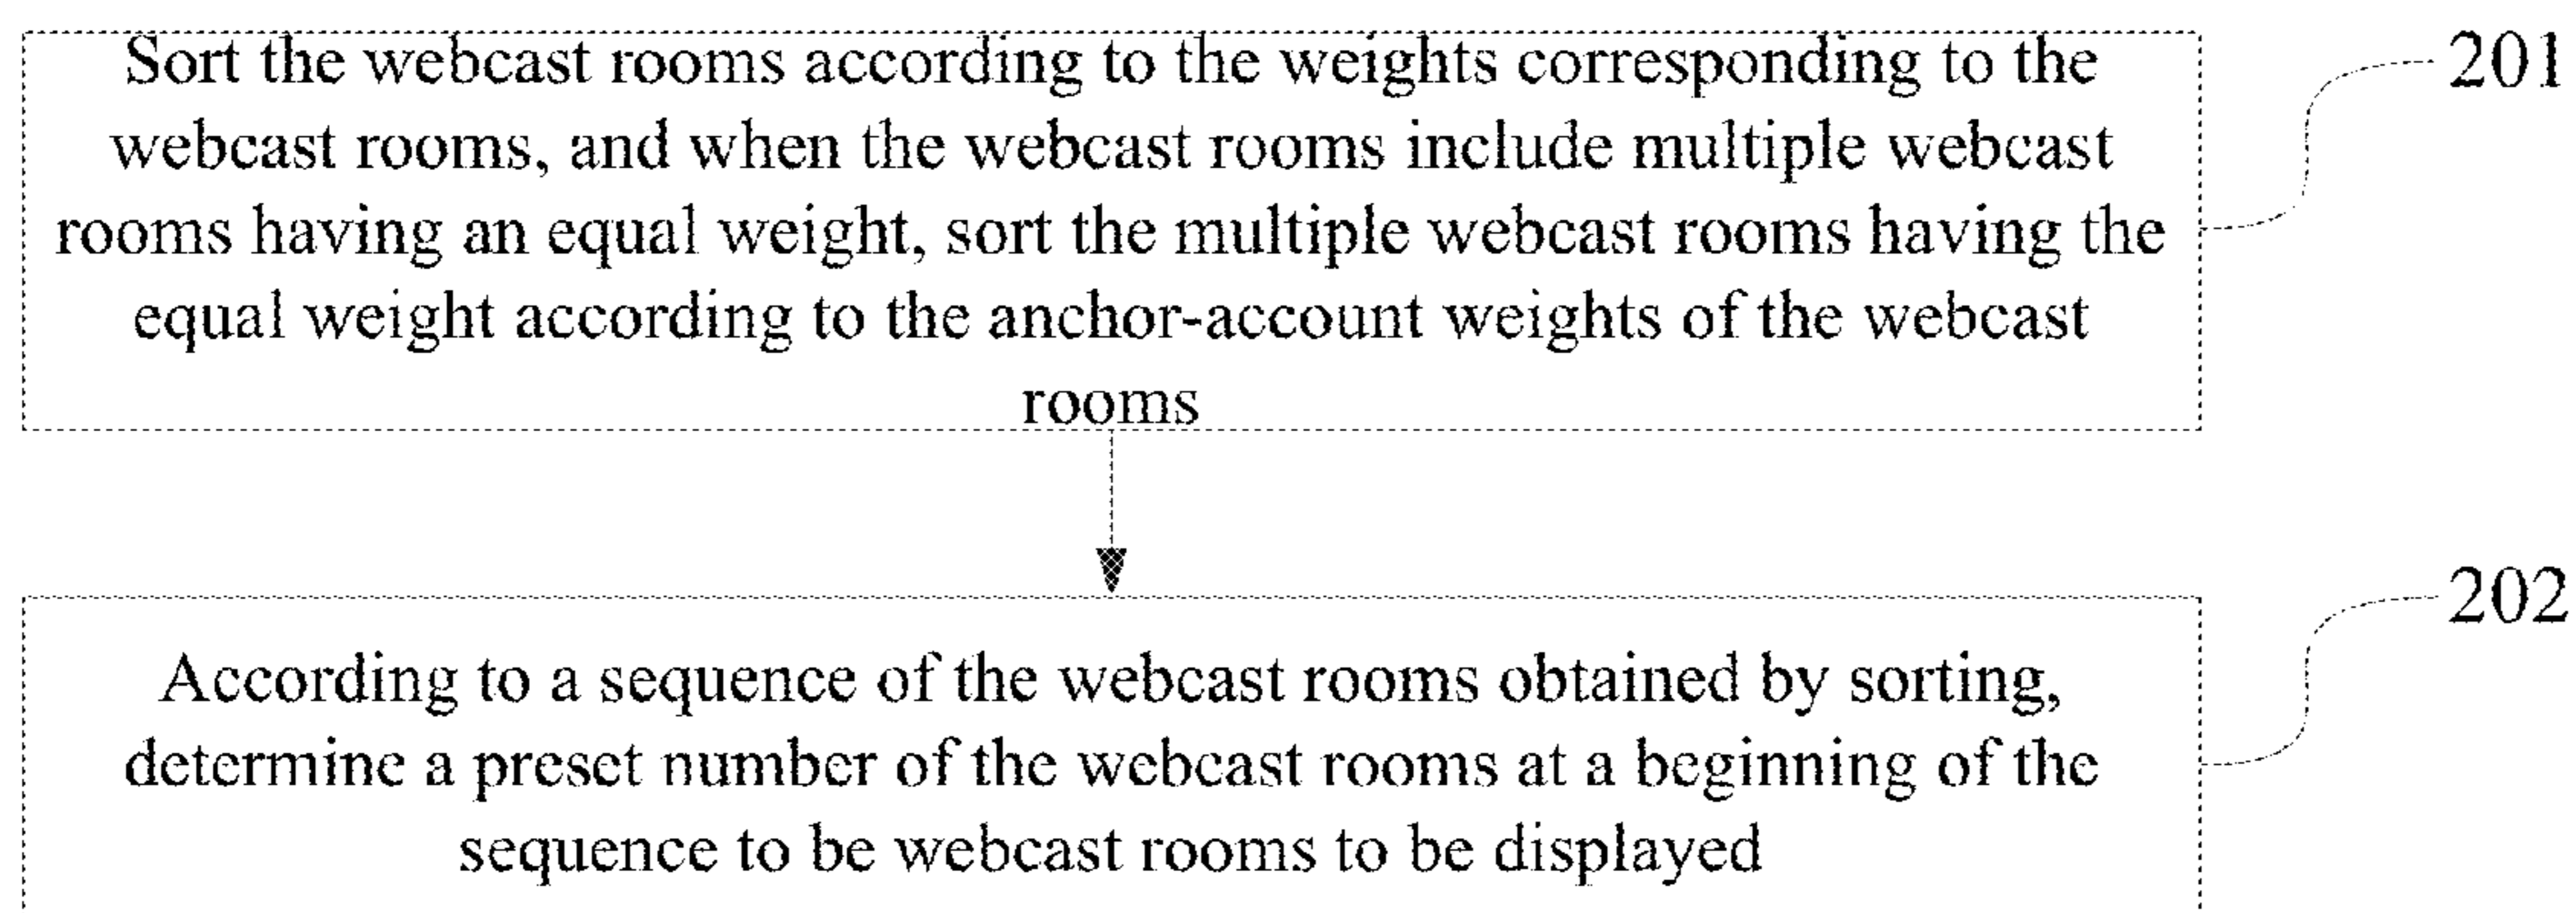 Sort the webcast rooms according to the weights corresponding to the
webcast rooms, and when the webcast rooms include multiple webcast
rooms having an equal weight, sort the multiple webcast rooms having the
equal weight according to the anchor-account weights of the webcast
rooms
201
According to a sequence of the webcast rooms obtained by sorting,
determine a preset number of the webcast rooms at a beginning of the
sequence to be webcast rooms to be displayed
202